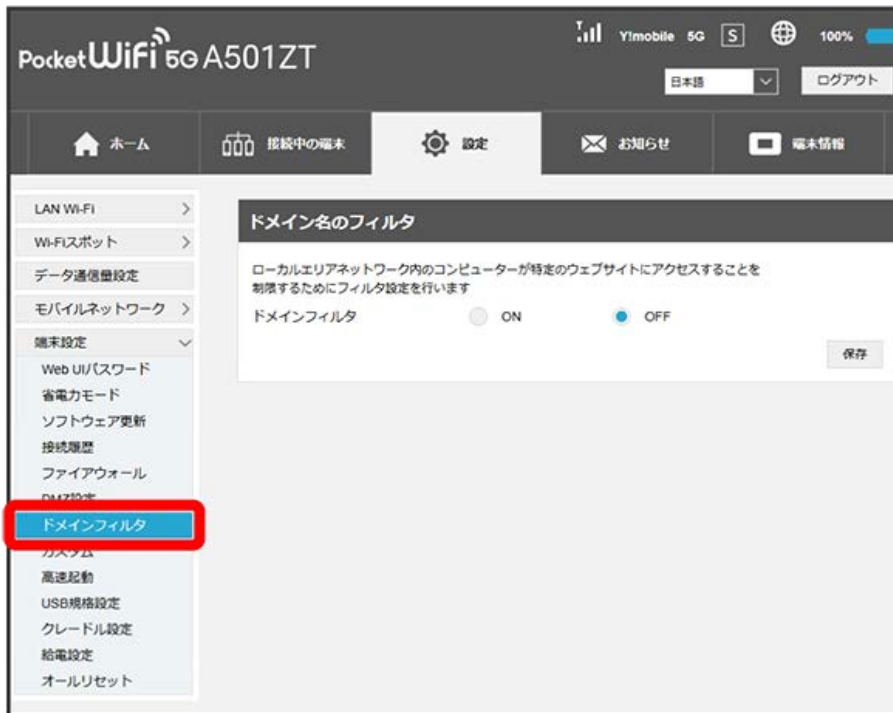 Pocket WiFi 5G A501ZT
Y!mobile 5G S 100%
日本語
ログアウト
ホーム
接続中の端末
設定
お知らせ
端末情報
LAN Wi-Fi
Wi-Fiスポット
データ通信量設定
モバイルネットワーク
端末設定
Web UIパスワード
省電力モード
ソフトウェア更新
接続履歴
ファイアウォール
DMZ設定
ドメインフィルタ
カスタム
高速起動
USB規格設定
クレードル設定
給電設定
オールリセット
ドメイン名のフィルタ
ローカルエリアネットワーク内のコンピューターが特定のウェブサイトにアクセスすることを
制限するためにフィルタ設定を行います
ドメインフィルタ ON OFF
保存